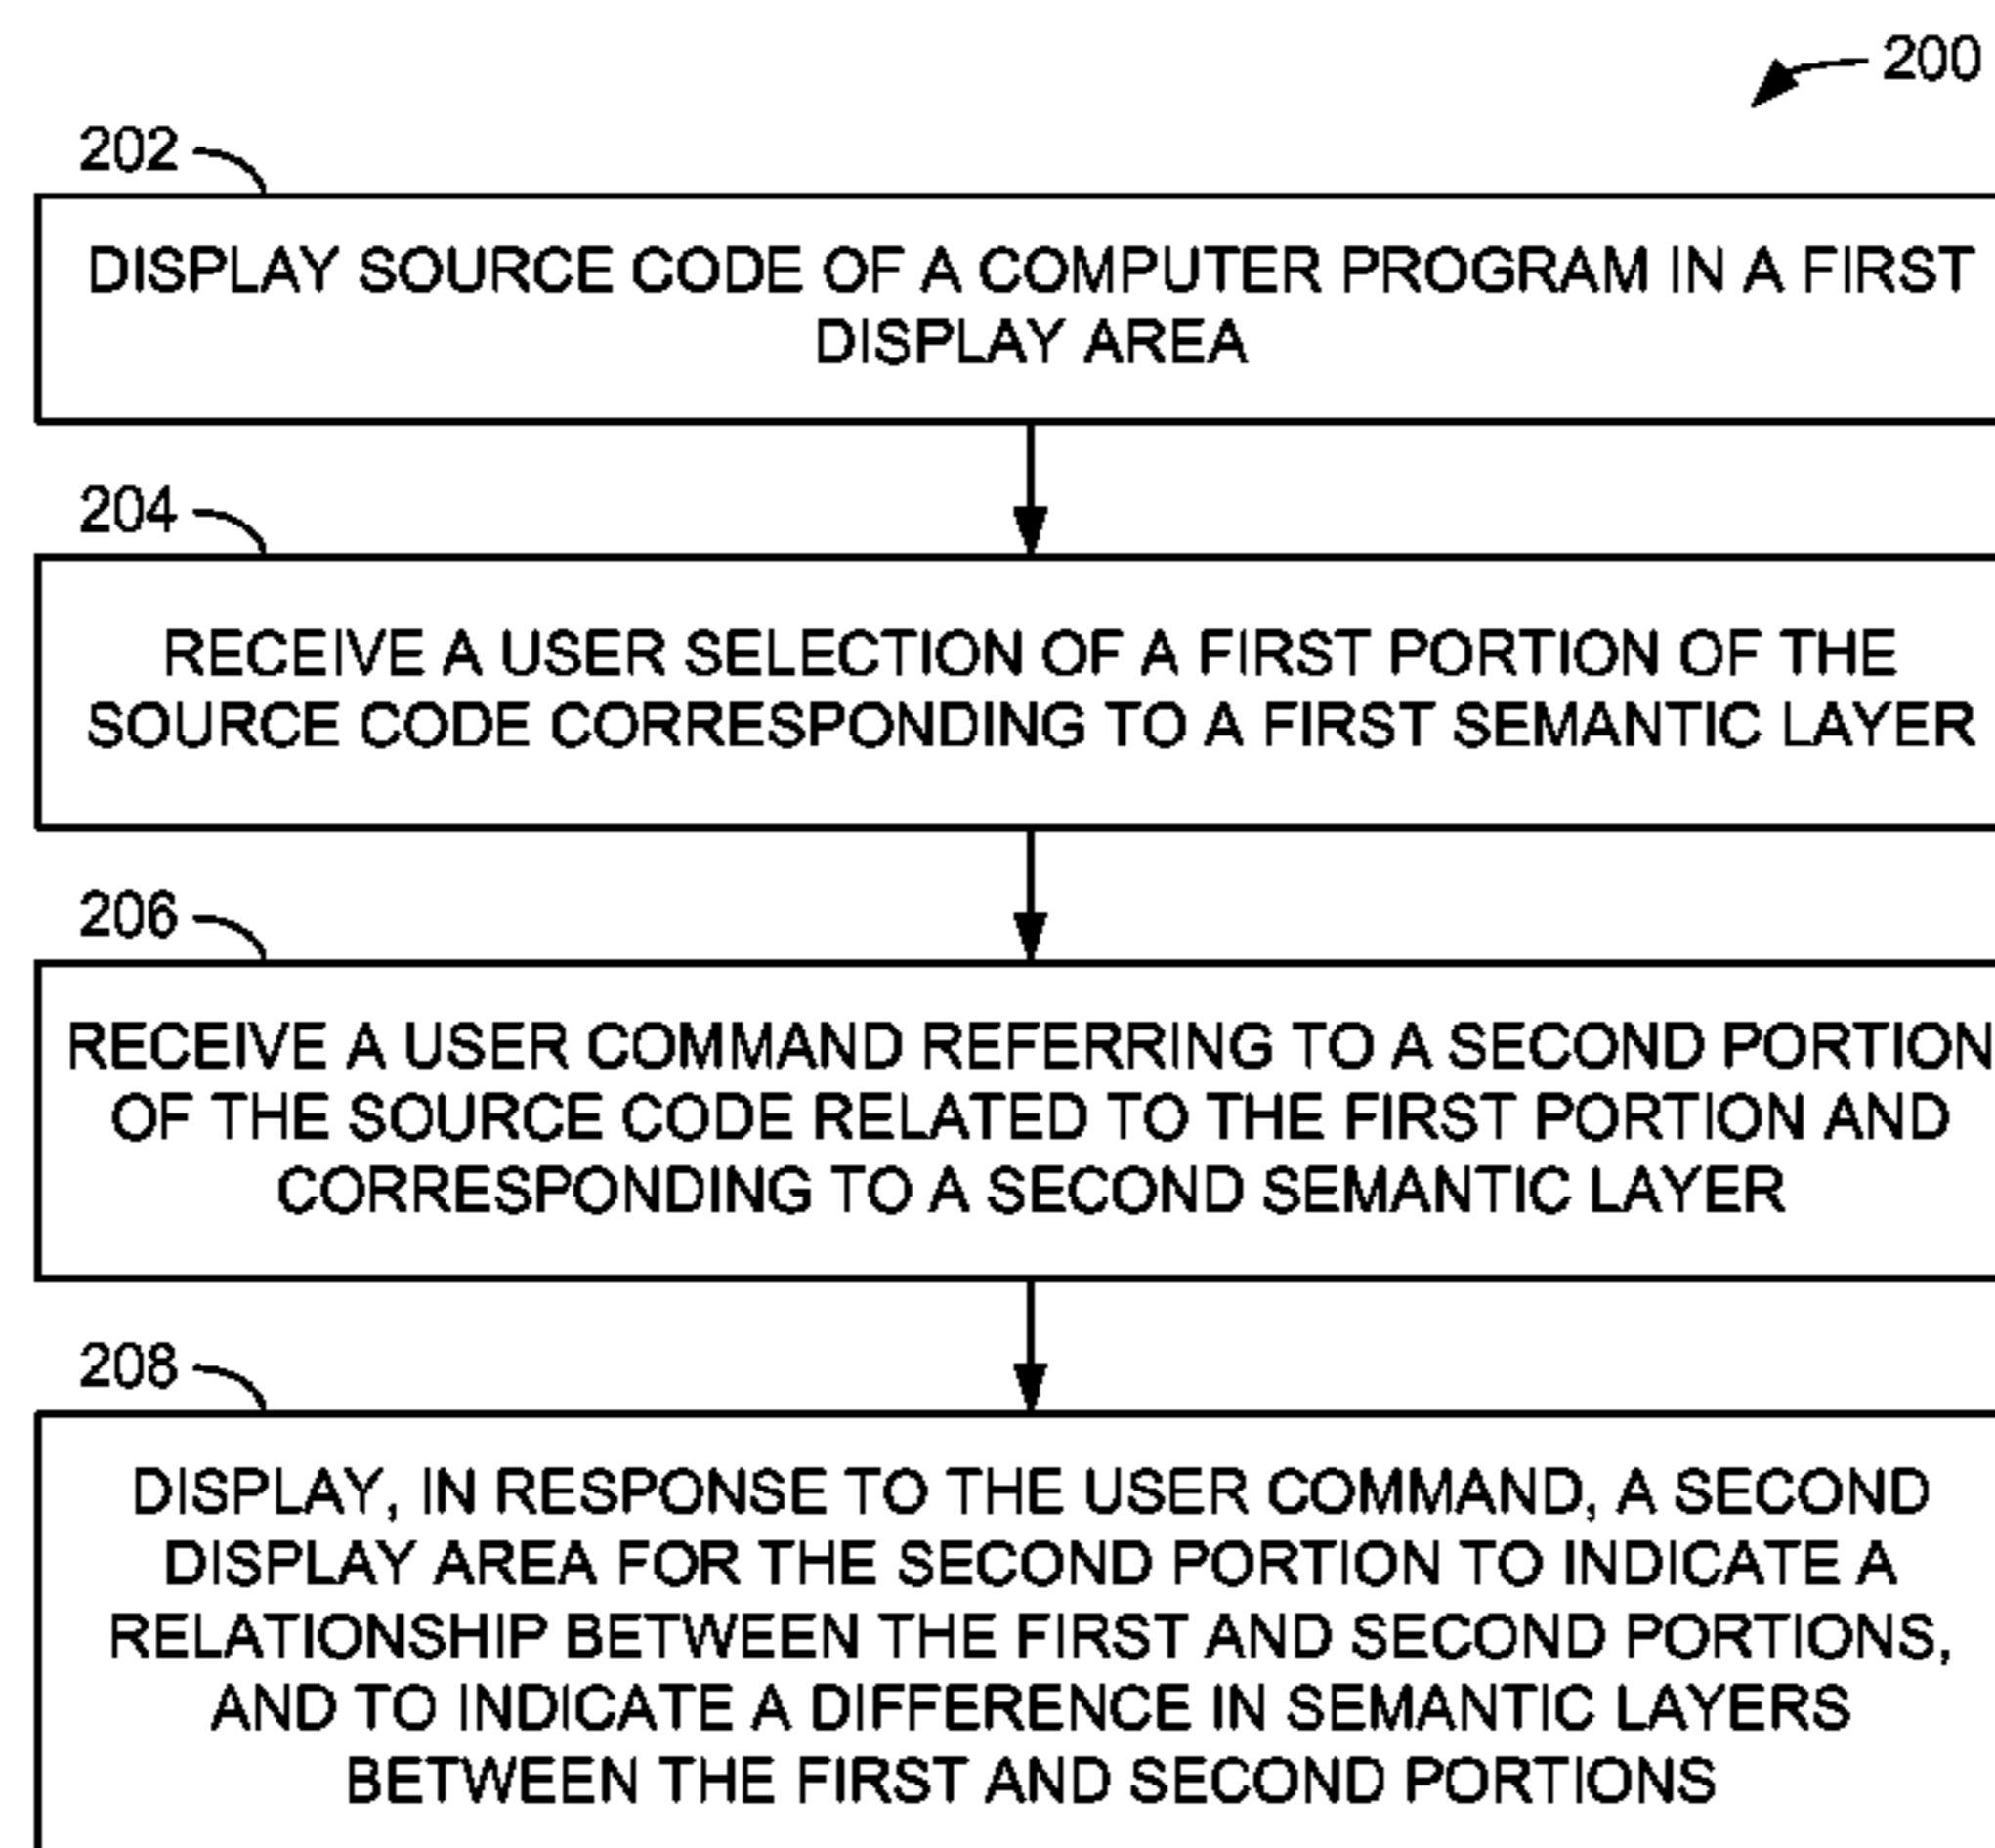 200
202
DISPLAY SOURCE CODE OF A COMPUTER PROGRAM IN A FIRST
DISPLAY AREA
204
RECEIVE A USER SELECTION OF A FIRST PORTION OF THE
SOURCE CODE CORRESPONDING TO A FIRST SEMANTIC LAYER
206
RECEIVE A USER COMMAND REFERRING TO A SECOND PORTION
OF THE SOURCE CODE RELATED TO THE FIRST PORTION AND
CORRESPONDING TO A SECOND SEMANTIC LAYER
208
DISPLAY, IN RESPONSE TO THE USER COMMAND, A SECOND
DISPLAY AREA FOR THE SECOND PORTION TO INDICATE A
RELATIONSHIP BETWEEN THE FIRST AND SECOND PORTIONS,
AND TO INDICATE A DIFFERENCE IN SEMANTIC LAYERS
BETWEEN THE FIRST AND SECOND PORTIONS